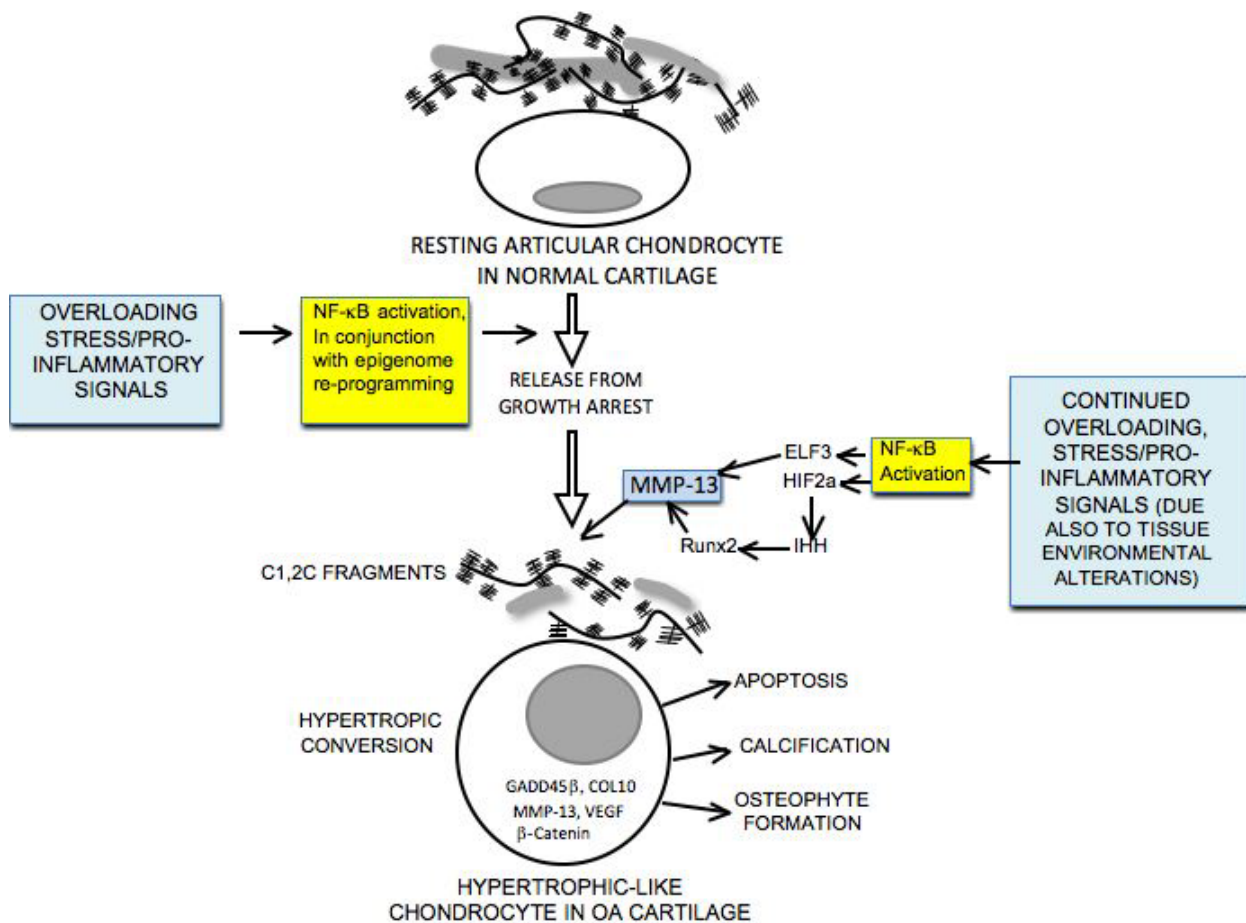 RESTING ARTICULAR CHONDROCYTE
IN NORMAL CARTILAGE
OVERLOADING
STRESS/PRO-
INFLAMMATORY
SIGNALS
NF-κB activation,
In conjunction
with epigenome
re-programming
RELEASE FROM
GROWTH ARREST
CONTINUED
OVERLOADING,
STRESS/PRO-
INFLAMMATORY
SIGNALS (DUE
ALSO TO TISSUE
ENVIRONMENTAL
ALTERATIONS)
NF-κB
Activation
ELF3
HIF2a
MMP-13
Runx2
IHH
C1,2C FRAGMENTS
HYPERTROPIC
CONVERSION
GADD45β, COL10
MMP-13, VEGF
β-Catenin
APOPTOSIS
CALCIFICATION
OSTEOPHYTE
FORMATION
HYPERTROPHIC-LIKE
CHONDROCYTE IN OA CARTILAGE